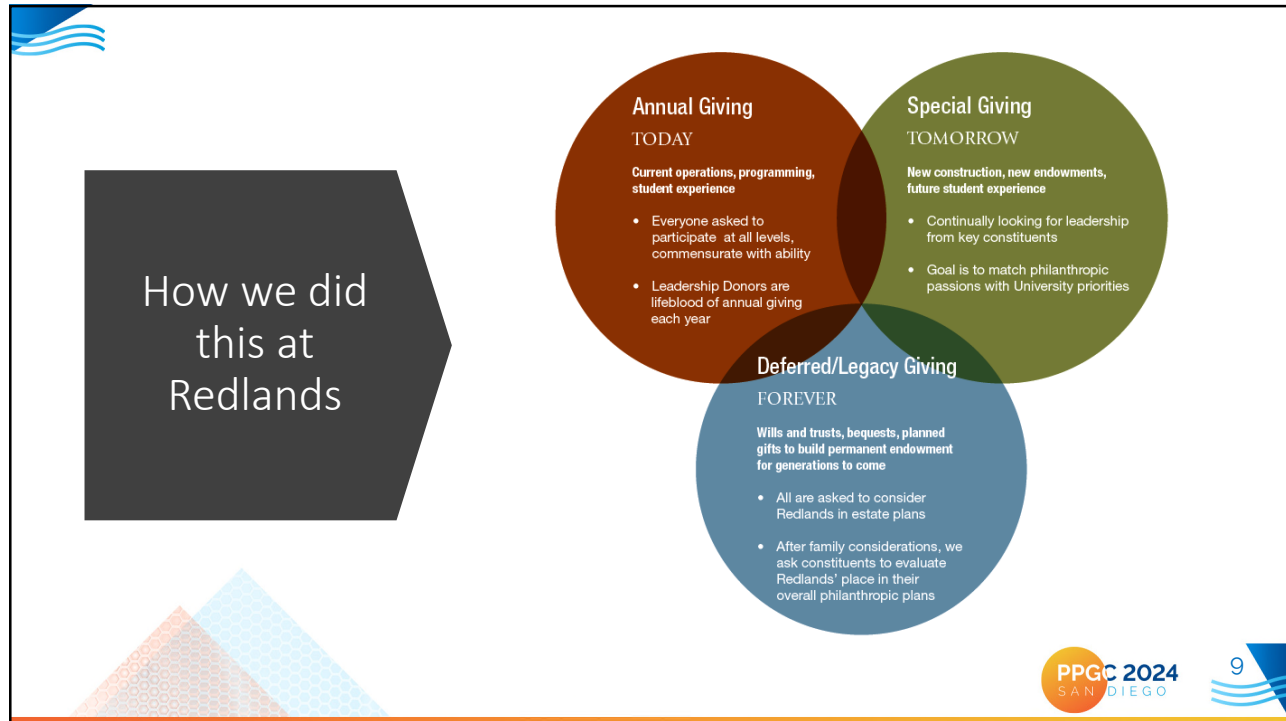 How we did
this at
Redlands
Annual Giving
TODAY
Current operations, programming,
student experience
• Everyone asked to
participate at all levels,
commensurate with ability
• Leadership Donors are
lifeblood of annual giving
each year
Special Giving
TOMORROW
New construction, new endowments,
future student experience
• Continually looking for leadership
from key constituents
• Goal is to match philanthropic
passions with University priorities
Deferred/Legacy Giving
FOREVER
Wills and trusts, bequests, planned
gifts to build permanent endowment
for generations to come
• All are asked to consider
Redlands in estate plans
• After family considerations, we
ask constituents to evaluate
Redlands’ place in their
overall philanthropic plans
PPGC 2024
SAN DIEGO
9